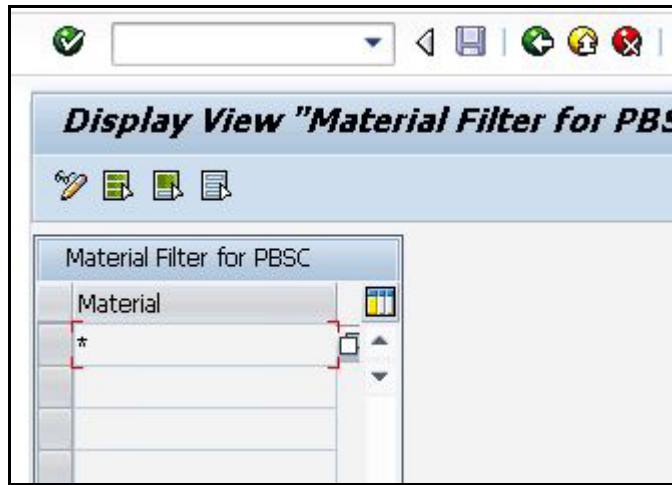 Display View "Material Filter for PBS
Material Filter for PBSC
Material
*